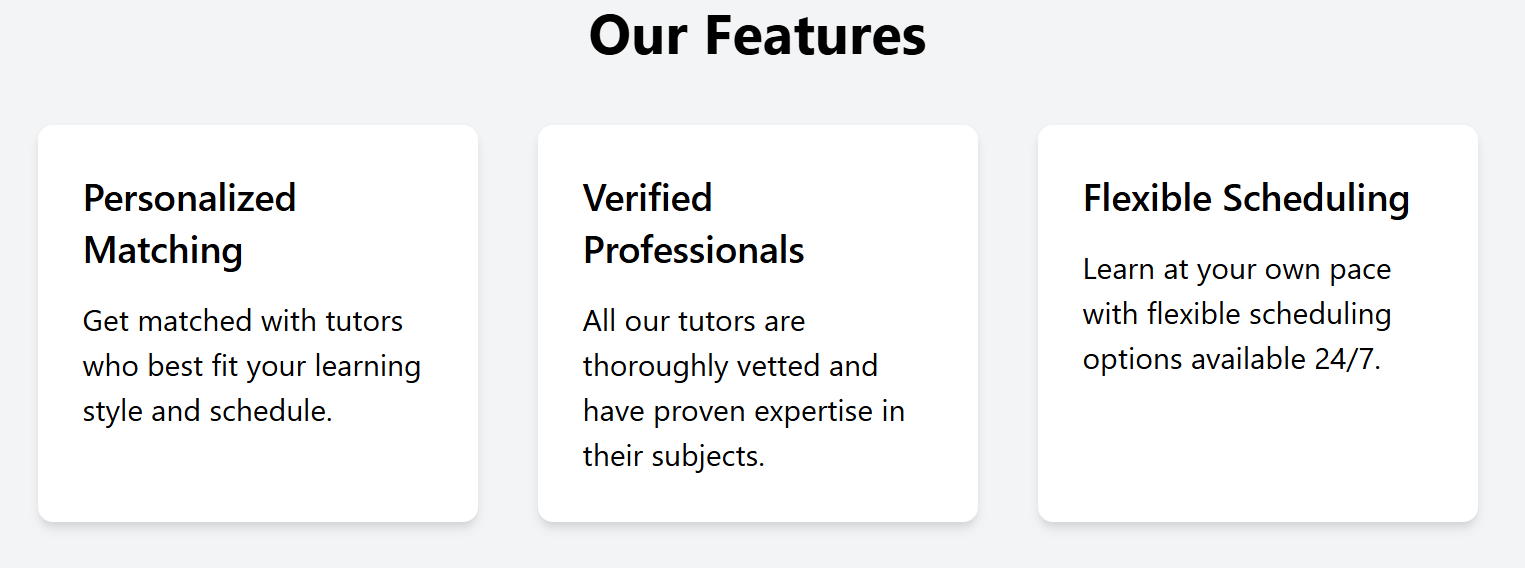 Our Features
Personalized
Matching
Get matched with tutors
who best fit your learning
style and schedule.
Verified
Professionals
All our tutors are
thoroughly vetted and
have proven expertise in
their subjects.
Flexible Scheduling
Learn at your own pace
with flexible scheduling
options available 24/7.